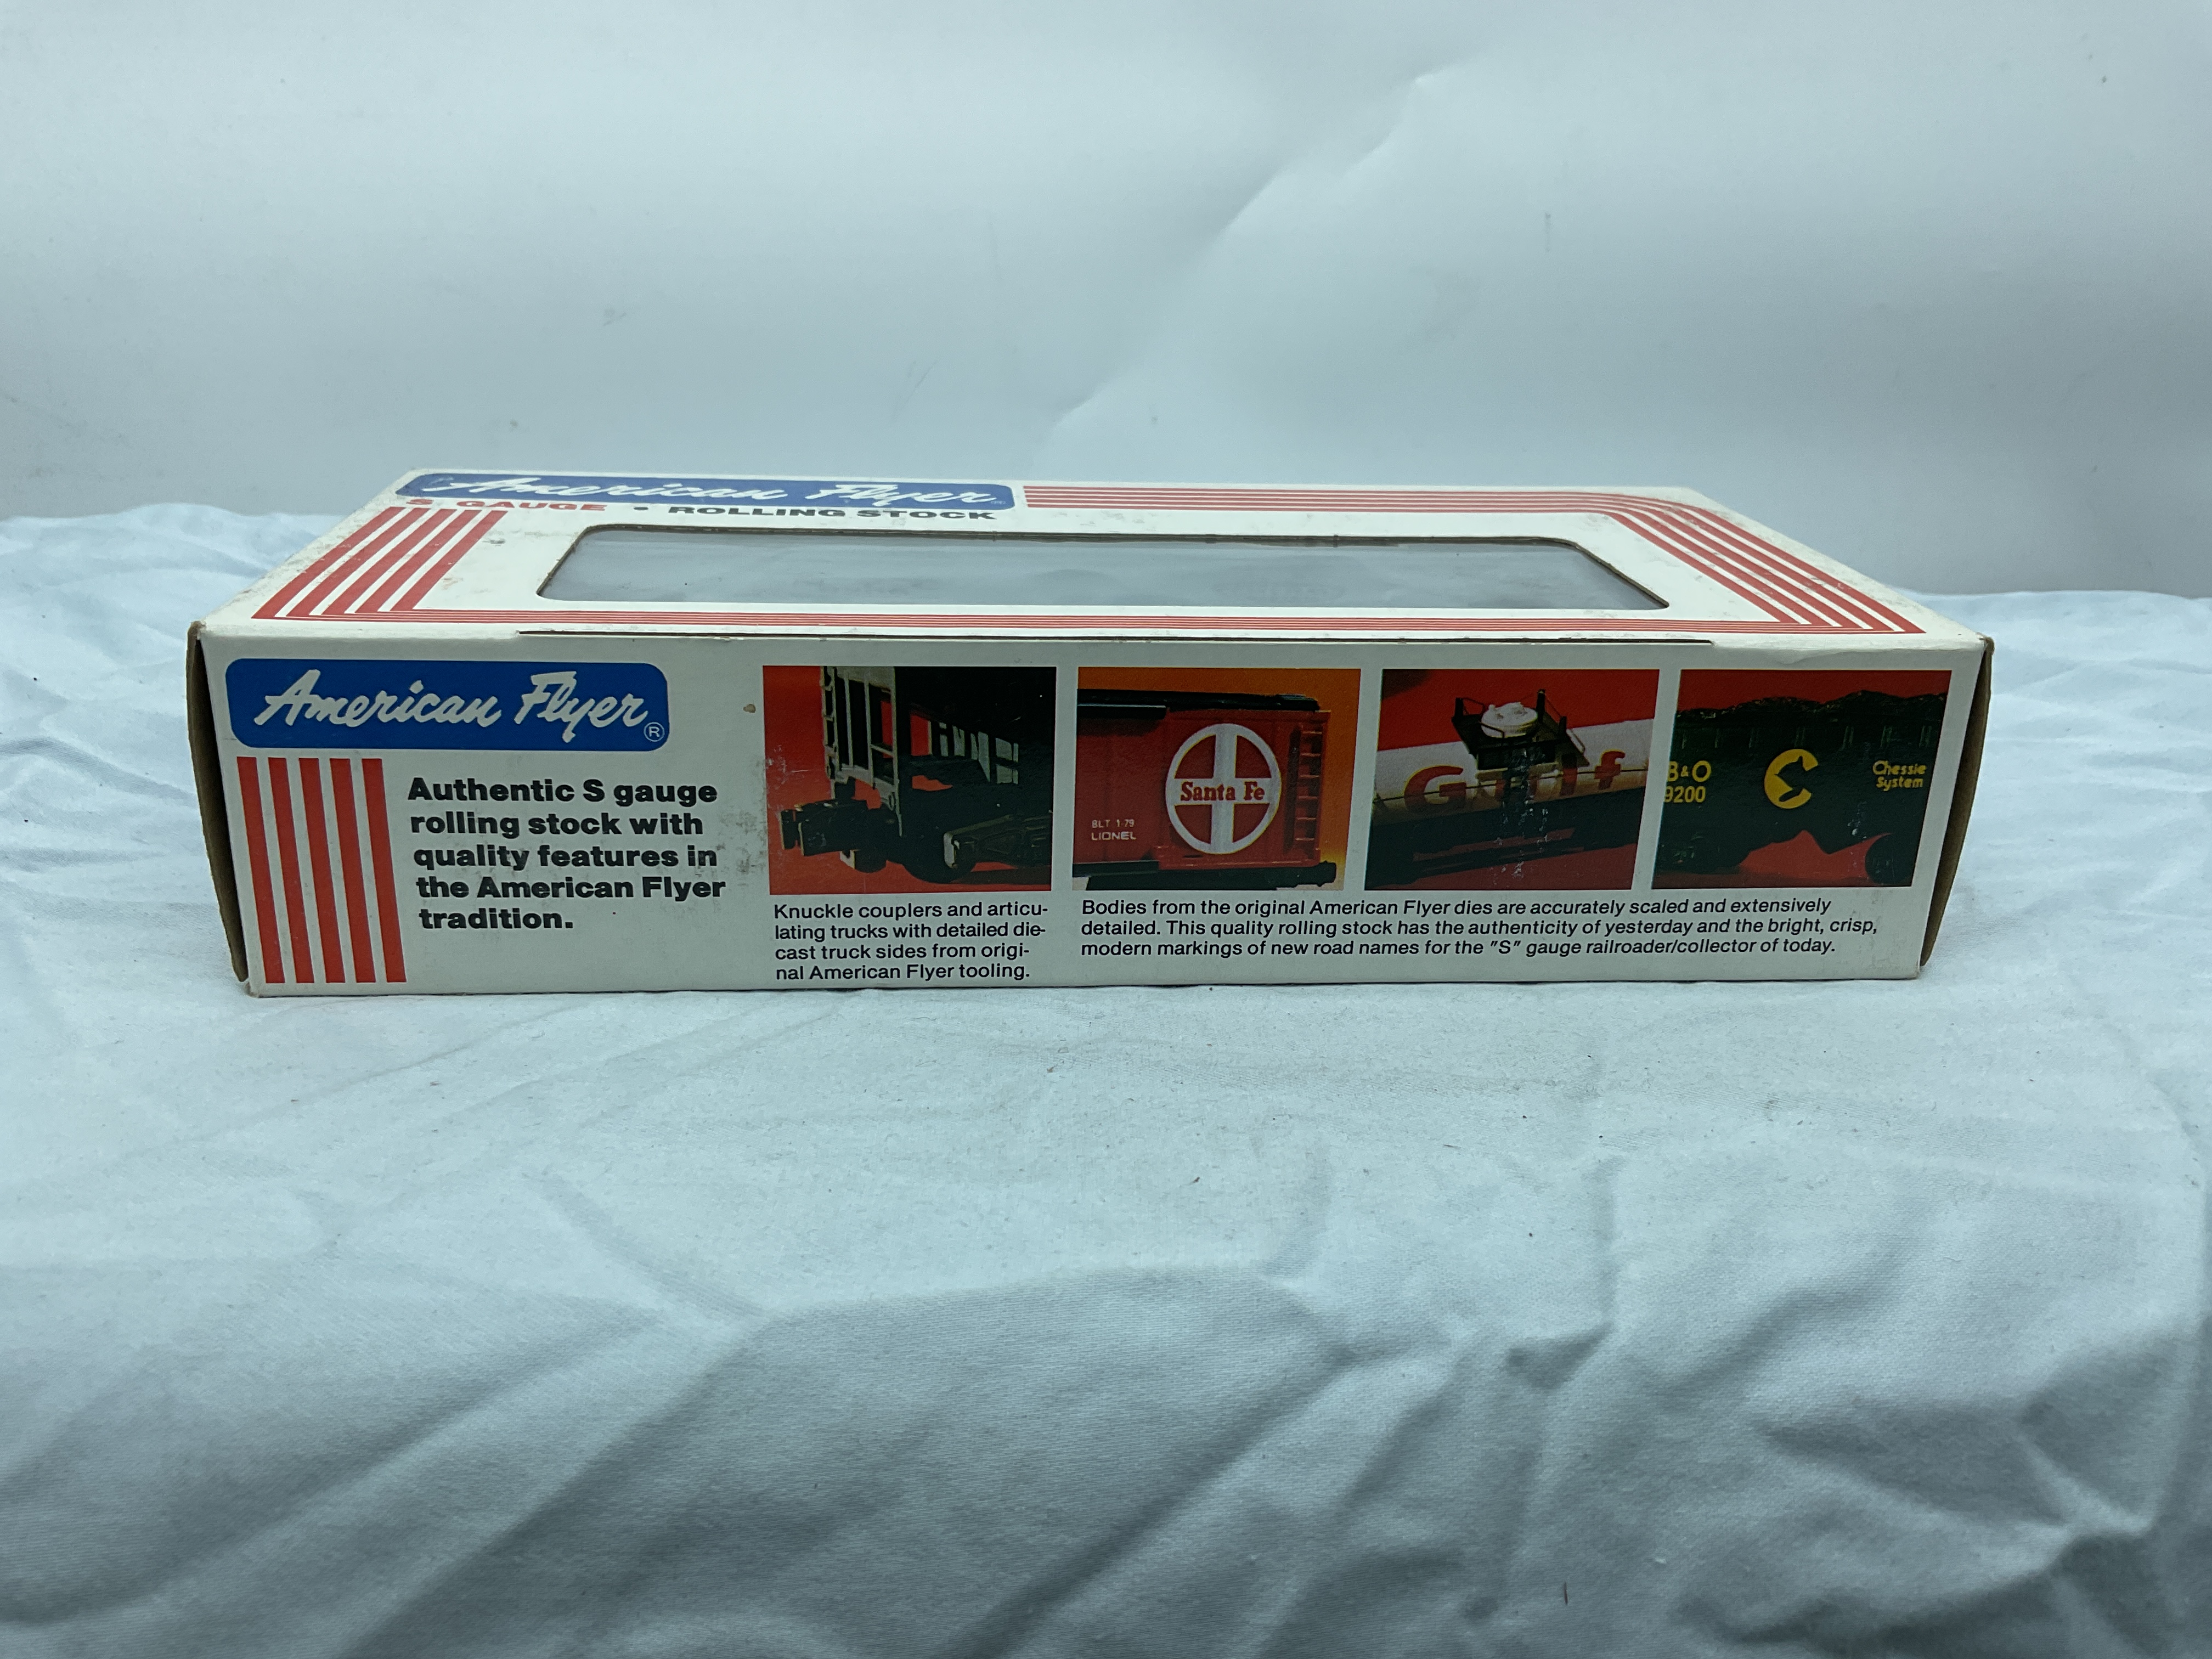 American Flyer®
S GAUGE • ROLLING STOCK
American Flyer®
Authentic S gauge
rolling stock with
quality features in
the American Flyer
tradition.
Santa Fe
BLT 1-79
LIONEL
Gulf
B&O
9200
C
Chessie
System
Knuckle couplers and articu-
lating trucks with detailed die-
cast truck sides from origi-
nal American Flyer tooling.
Bodies from the original American Flyer dies are accurately scaled and extensively
detailed. This quality rolling stock has the authenticity of yesterday and the bright, crisp,
modern markings of new road names for the "S" gauge railroader/collector of today.